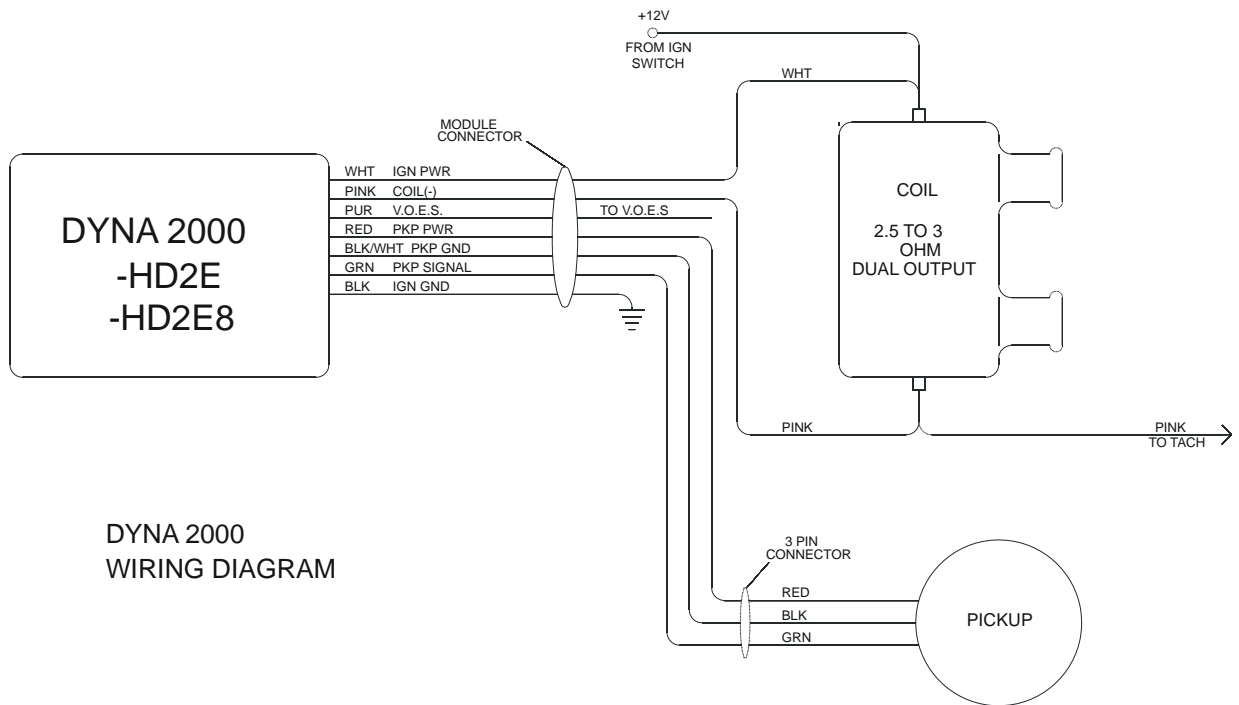 +12V
FROM IGN
SWITCH
WHT
MODULE
CONNECTOR
WHT IGN PWR
PINK COIL(-)
PUR V.O.E.S.
TO V.O.E.S
RED PKP PWR
BLK/WHT PKP GND
GRN PKP SIGNAL
BLK IGN GND
DYNA 2000
-HD2E
-HD2E8
COIL
2.5 TO 3
OHM
DUAL OUTPUT
PINK
PINK
TO TACH
DYNA 2000
WIRING DIAGRAM
3 PIN
CONNECTOR
RED
BLK
GRN
PICKUP